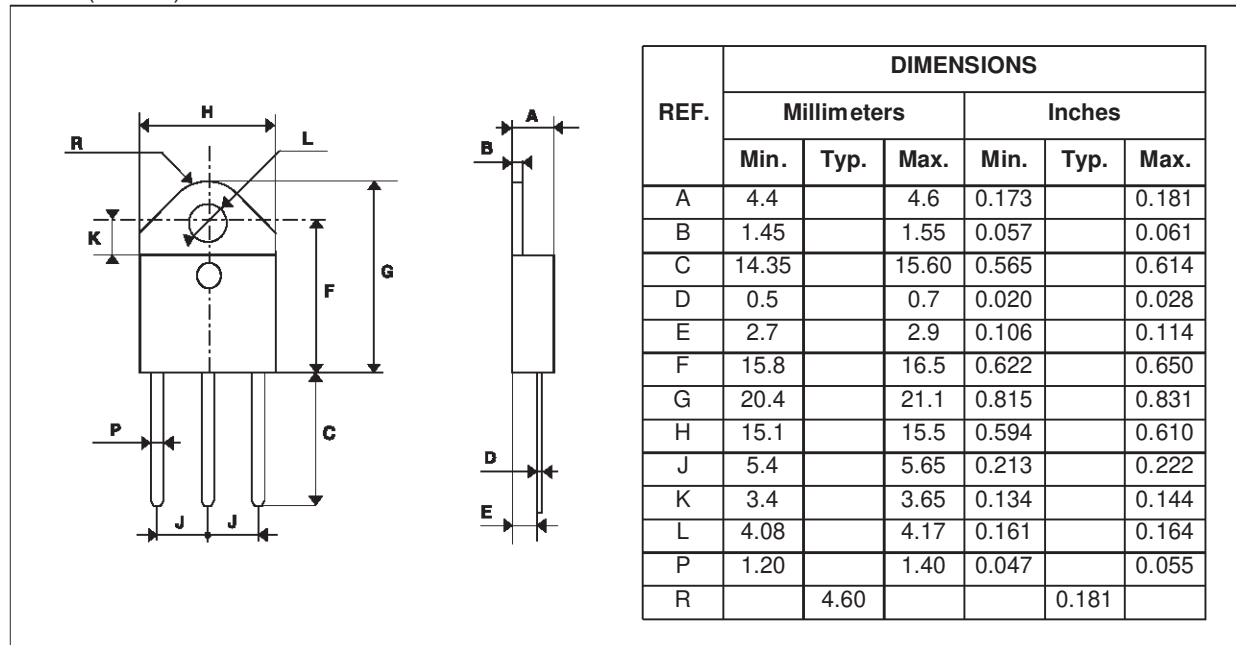 H
A
R
L
B
K
G
F
P
C
D
E
J J
DIMENSIONS
REF. Millimeters Inches
Min. Typ. Max. Min. Typ. Max.
A 4.4 4.6 0.173 0.181
B 1.45 1.55 0.057 0.061
C 14.35 15.60 0.565 0.614
D 0.5 0.7 0.020 0.028
E 2.7 2.9 0.106 0.114
F 15.8 16.5 0.622 0.650
G 20.4 21.1 0.815 0.831
H 15.1 15.5 0.594 0.610
J 5.4 5.65 0.213 0.222
K 3.4 3.65 0.134 0.144
L 4.08 4.17 0.161 0.164
P 1.20 1.40 0.047 0.055
R 4.60 0.181